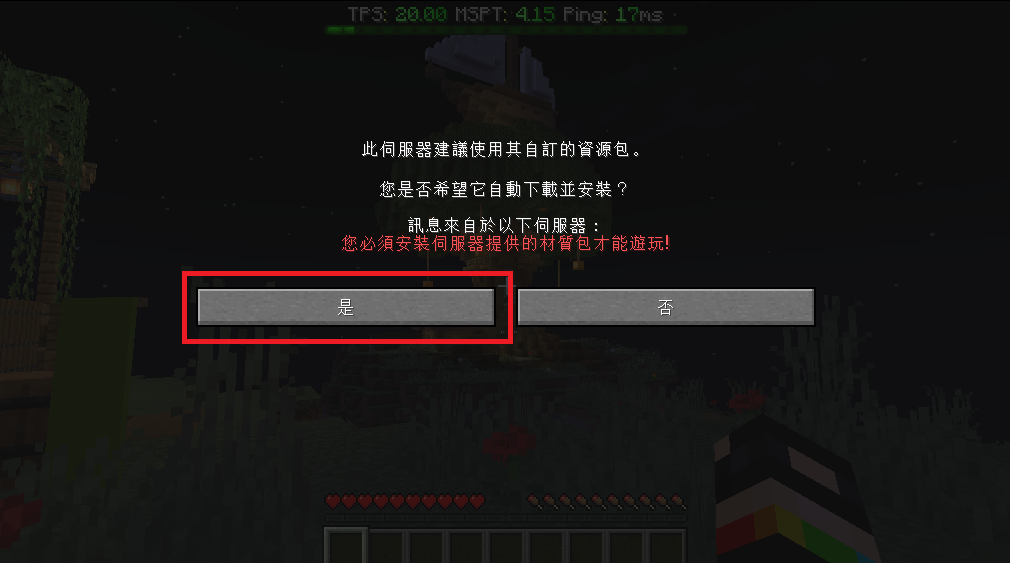 TPS: 20.00 MSPT: 4.15 Ping: 17ms
此伺服器建議使用其自訂的資源包。
您是否希望它自動下載並安裝？
訊息來自於以下伺服器：
您必須安裝伺服器提供的材質包才能遊玩!
是
否